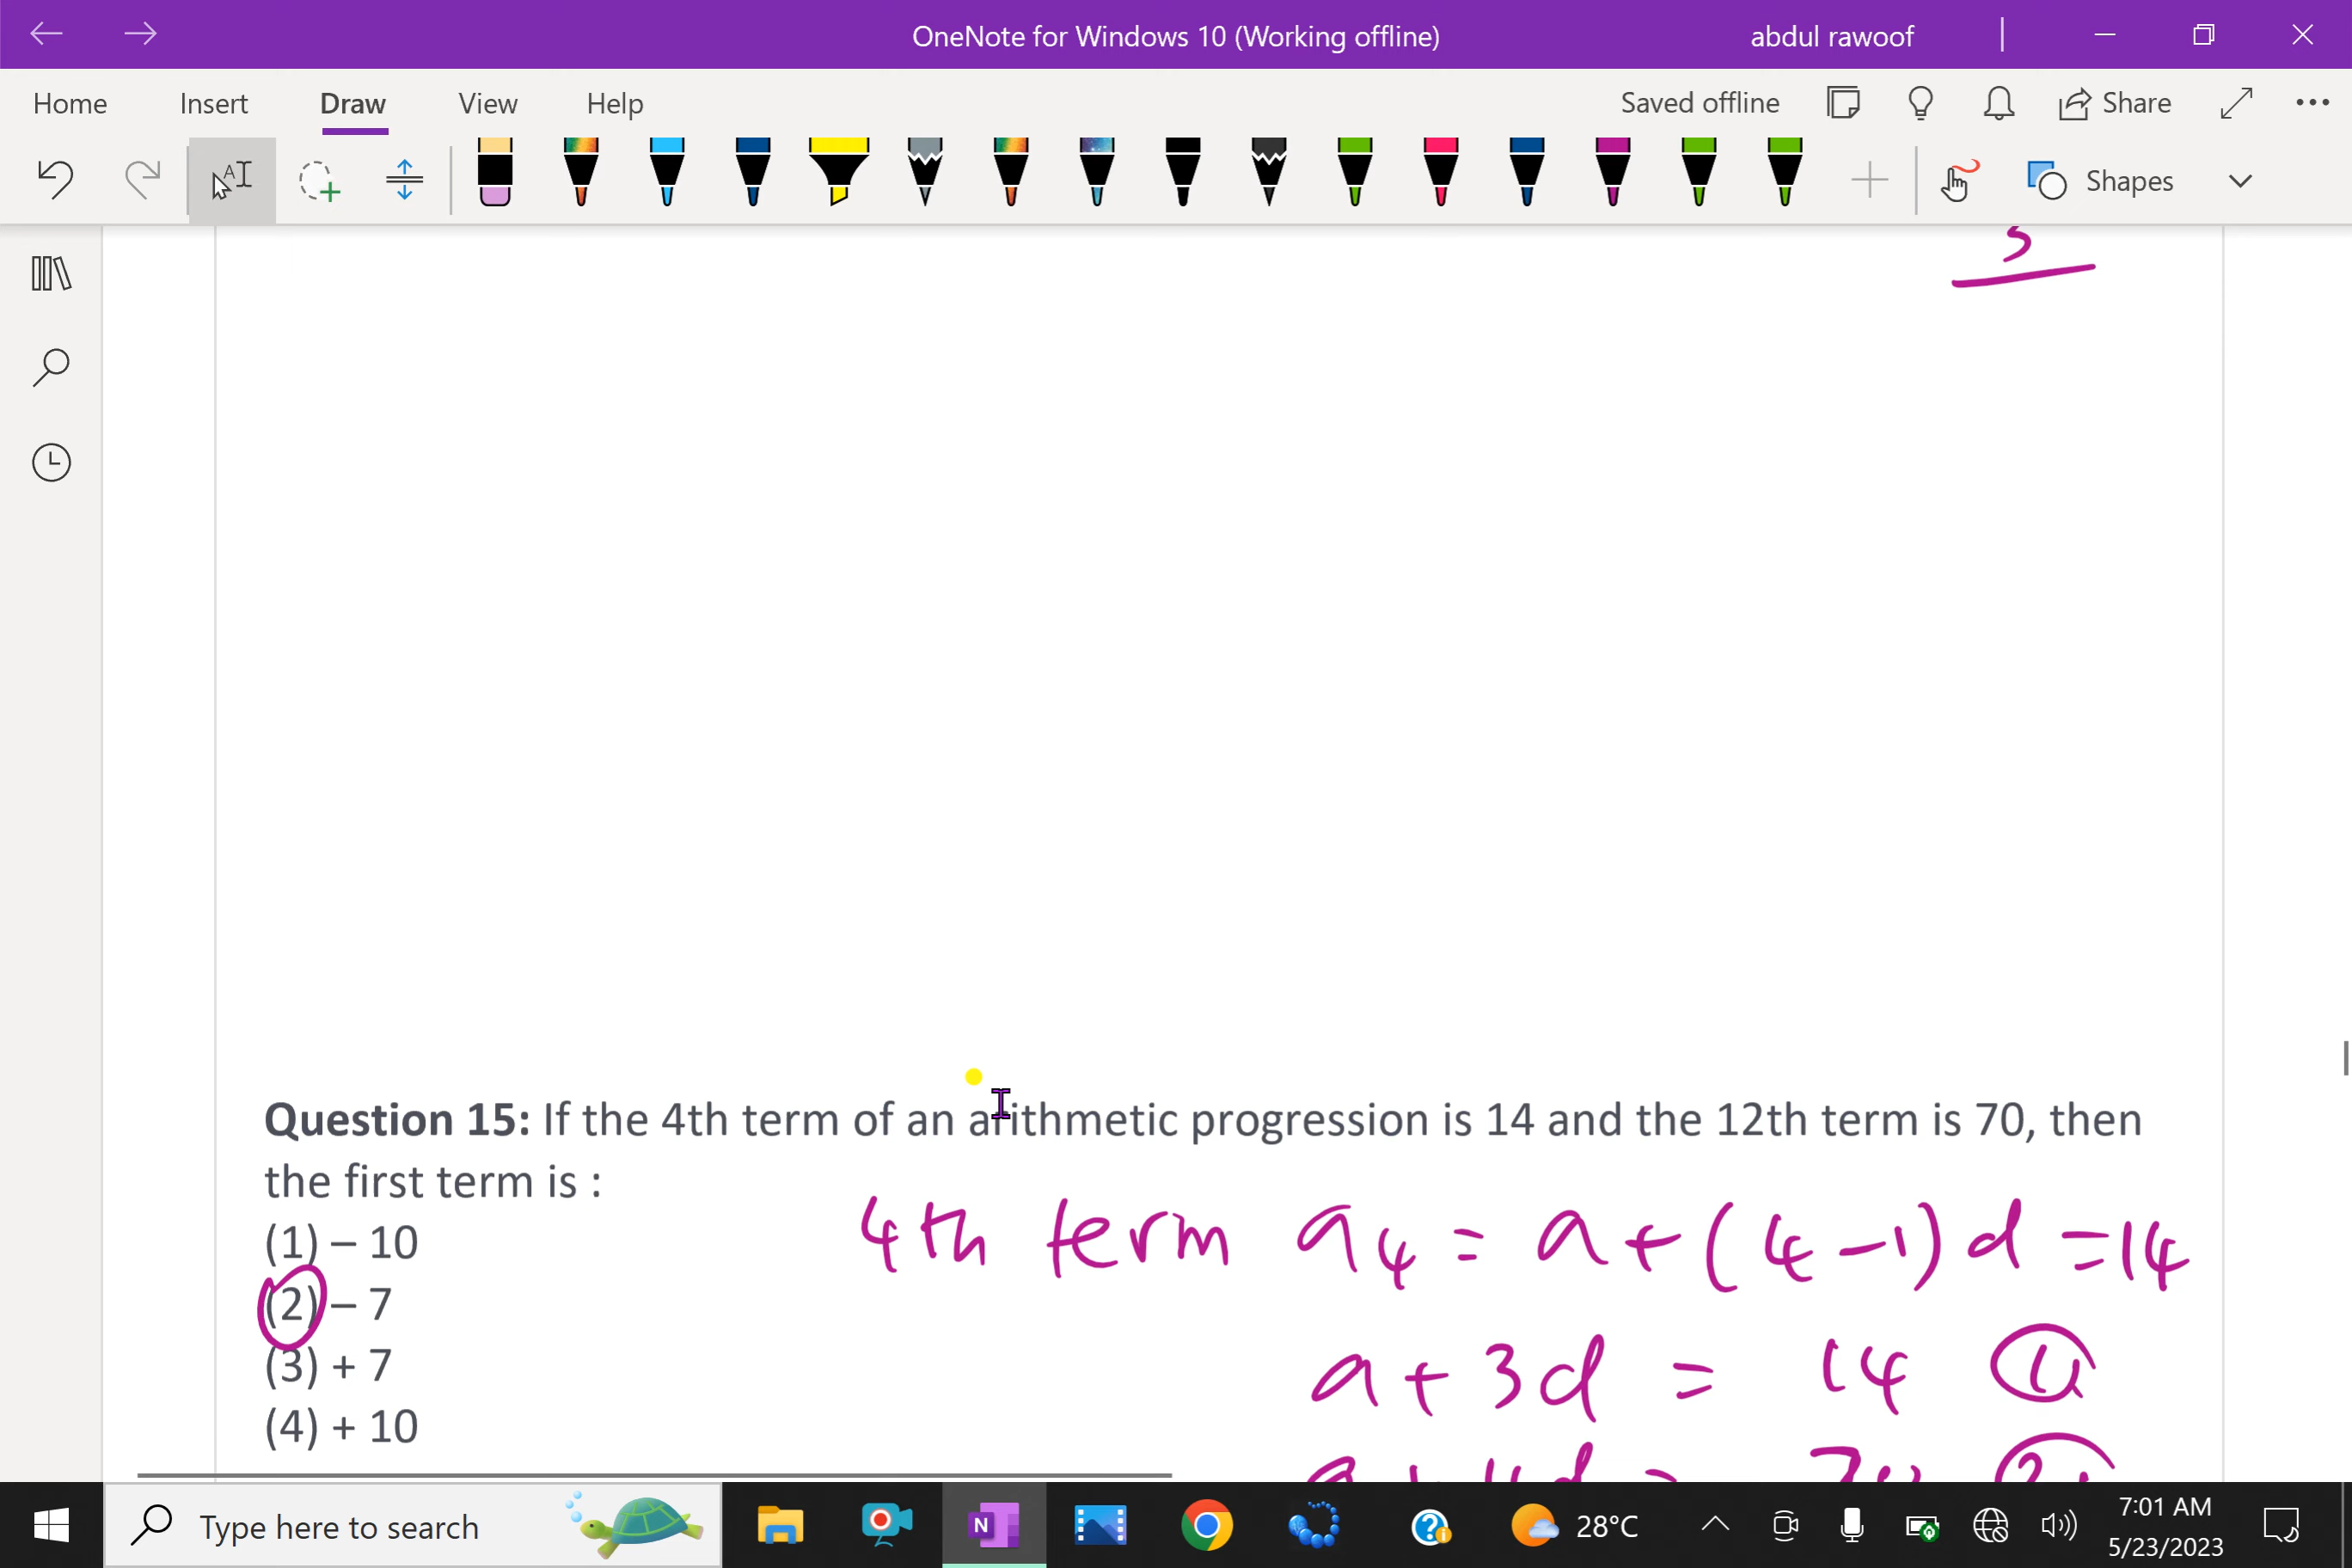 OneNote for Windows 10 (Working offline)
abdul rawoof
Home Insert Draw View Help
Saved offline
Share
Shapes
Question 15: If the 4th term of an arithmetic progression is 14 and the 12th term is 70, then
the first term is :
4th term a4 = a+(4-1)d =14
(1) – 10
(2) – 7
(3) + 7
a+3d = 14 (1)
(4) + 10
Type here to search
28°C
7:01 AM
5/23/2023